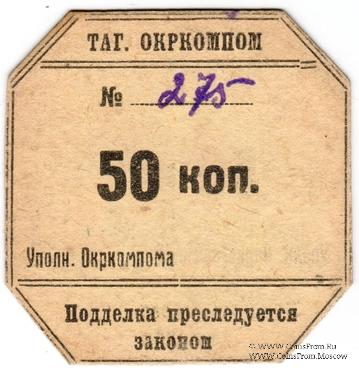 ТАГ. ОКРКОМПОМ
№ 275
50 коп.
Уполн. Окркомпома
Подделка преследуется
законом
© www.CoinsFrom.Ru
www.CoinsFrom.Moscow